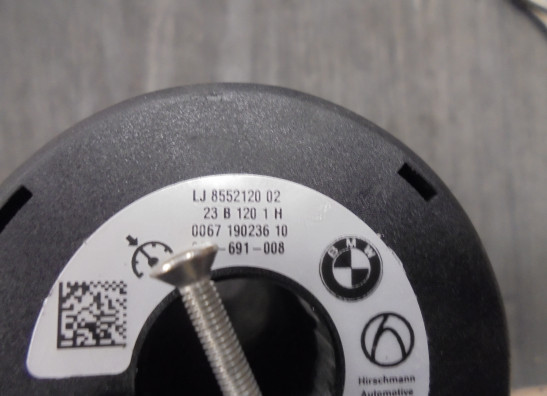 LJ 8552120 02
23 B 120 1 H
0067 190236 10
-691-008
BMW
Hirschmann
Automotive